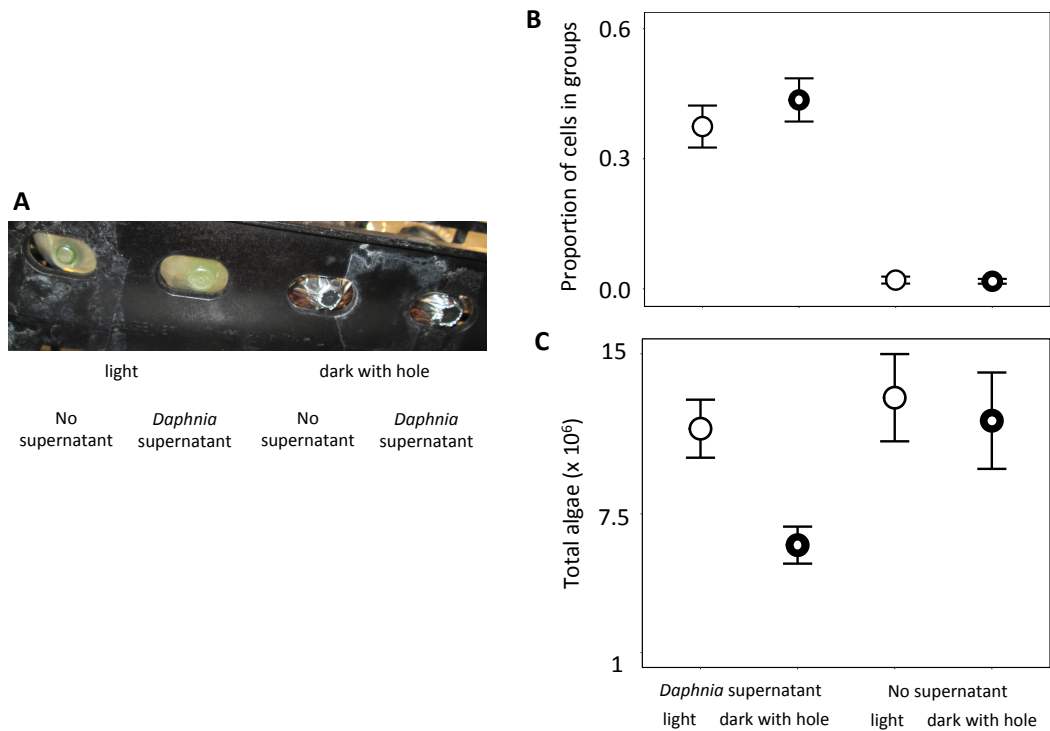 A
light
dark with hole
No
supernatant
Daphnia
supernatant
No
supernatant
Daphnia
supernatant
B
Proportion of cells in groups
0.6
0.3
0.0
C
Total algae (x 10⁶)
15
7.5
1
Daphnia supernatant
No supernatant
light
dark with hole
light
dark with hole